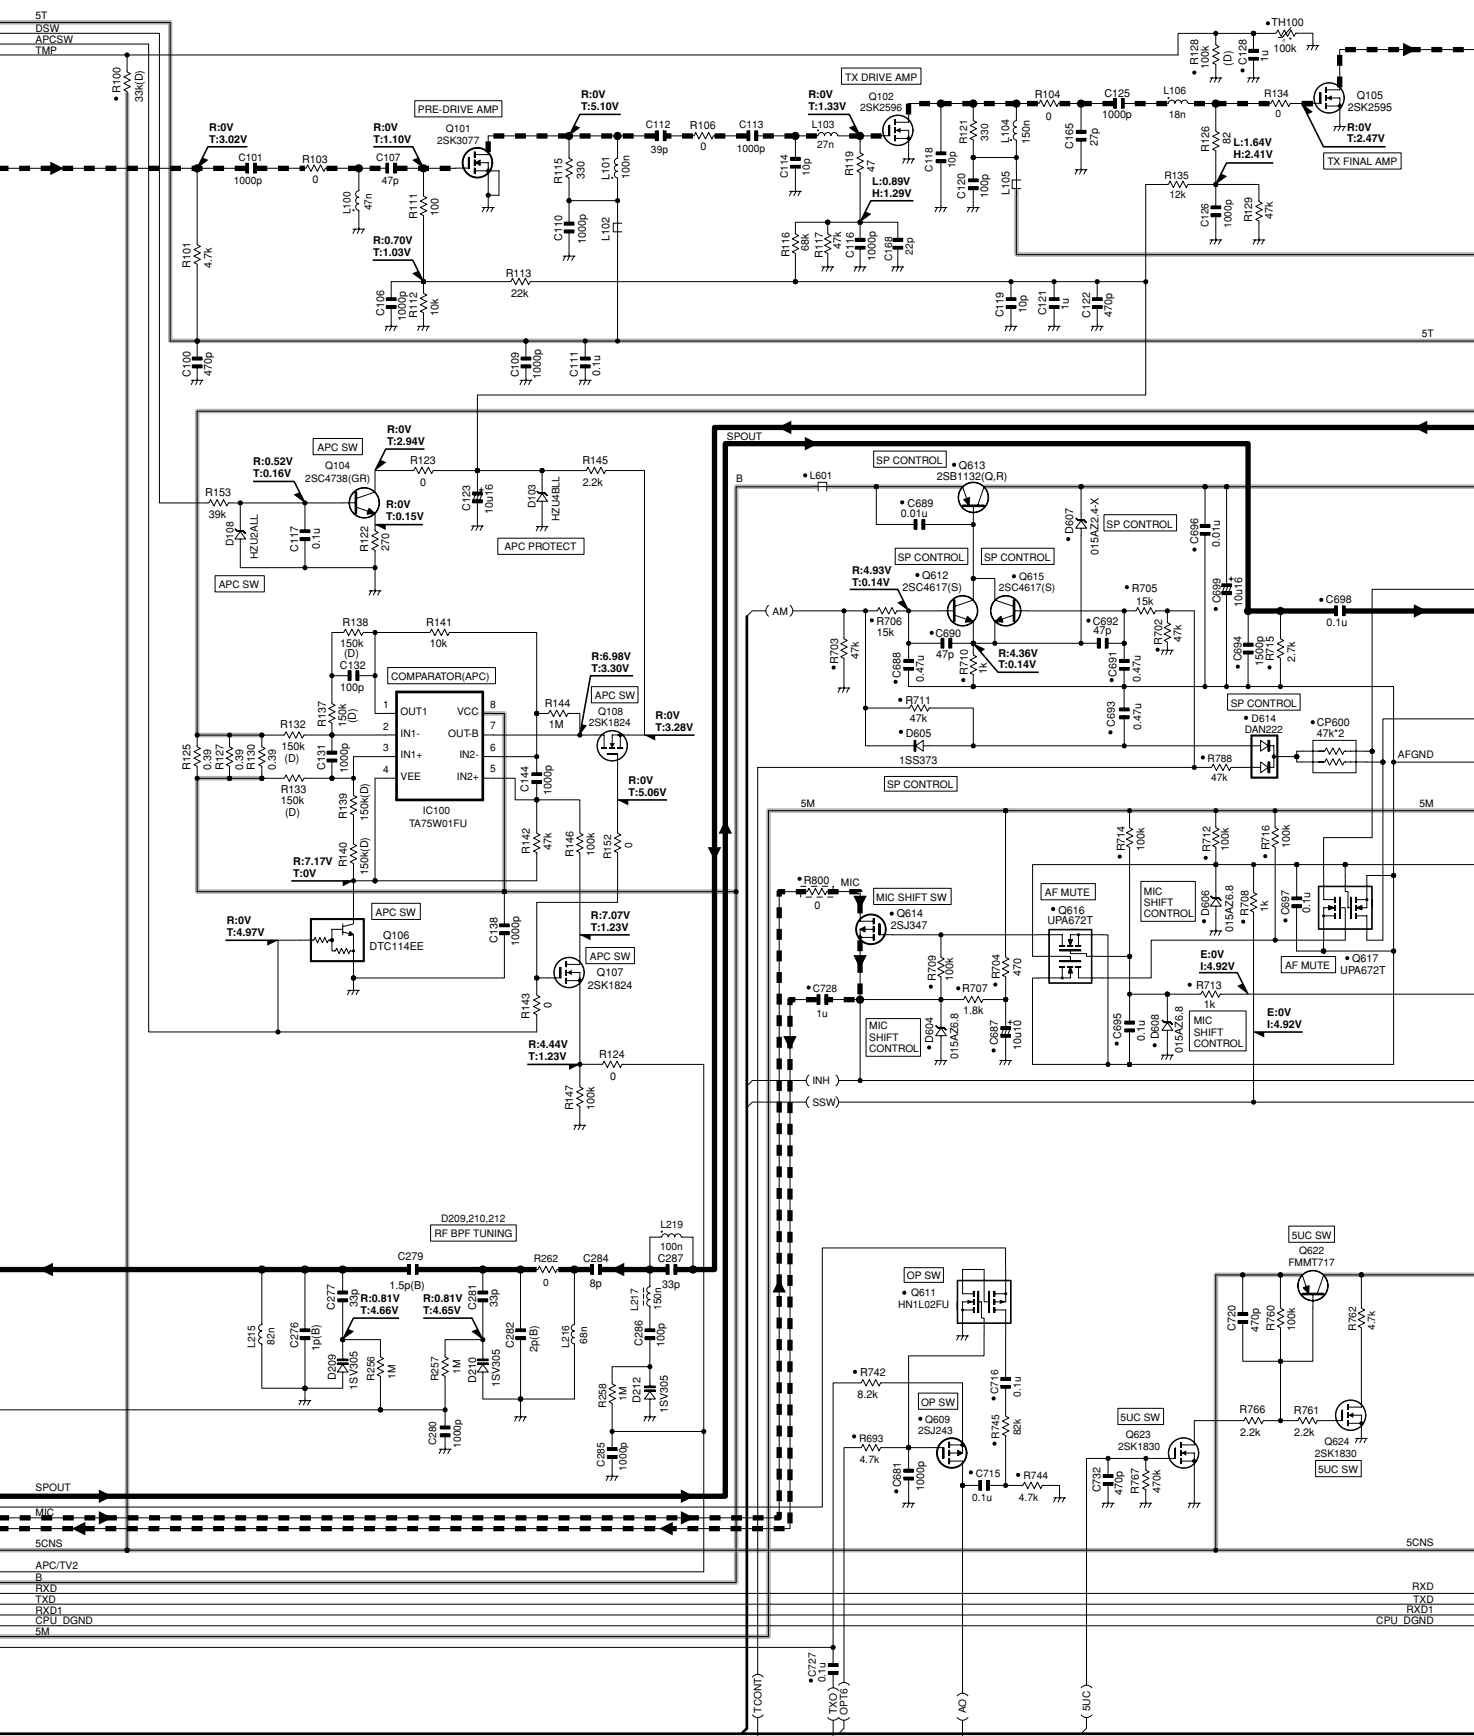 5T
DSW
APCSW
TMP
• R100
33k(D)
PRE-DRIVE AMP
Q101
2SK3077
R:0V
T:3.02V
C101
1000p
R103
0
L100
47n
C107
47p
R:0V
T:1.10V
R111
100
R101
4.7k
R:0.70V
T:1.03V
C106
1000p
R112
10k
R113
22k
R:0V
T:5.10V
R115
330
L101
100n
C110
1000p
L102
C112
39p
R106
0
C113
1000p
C114
10p
L103
27n
R:0V
T:1.33V
TX DRIVE AMP
Q102
2SK2596
R119
47
L:0.89V
H:1.29V
R116
68k
R117
47k
C116
1000p
C168
22p
C118
10p
R121
330
C120
100p
L104
150n
L105
R104
0
C165
27p
C125
1000p
L106
18n
R134
0
• R128
100k
(D)
• C128
1u
• TH100
100k
Q105
2SK2595
R:0V
T:2.47V
TX FINAL AMP
R126
82
L:1.64V
H:2.41V
R135
12k
C126
1000p
R129
47k
C119
10p
C121
1u
C122
470p
5T
C100
470p
C109
1000p
C111
0.1u
APC SW
Q104
2SC4738(GR)
R:0V
T:2.94V
R:0.52V
T:0.16V
R:0V
T:0.15V
R153
39k
D108
HZU2ALL
C117
0.1u
R122
270
APC SW
R123
0
C123
10u16
D103
HZU4BLL
R145
2.2k
APC PROTECT
SPOUT
B
• L601
SP CONTROL
• Q613
2SB1132(Q,R)
• C689
0.01u
SP CONTROL
• Q612
2SC4617(S)
SP CONTROL
• Q615
2SC4617(S)
• D607
015AZ2.4-X
SP CONTROL
• C696
0.01u
• C699
10u16
• C698
0.1u
R:4.93V
T:0.14V
AM
• R706
15k
• R703
47k
• C690
47p
• C688
0.47u
• R710
1k
R:4.36V
T:0.14V
• C692
47p
• C691
0.47u
• R705
15k
• R702
47k
• C694
1500p
• R715
2.7k
• R711
47k
• D605
1SS373
SP CONTROL
• C693
0.47u
SP CONTROL
• D614
DAN222
• R788
47k
• CP600
47k*2
AFGND
R138
150k
(D)
C132
100p
R141
10k
COMPARATOR(APC)
1
OUT1
2
IN1-
3
IN1+
4
VEE
VCC
8
OUT-B
7
IN2-
6
IN2+
5
IC100
TA75W01FU
R137
150k
(D)
R132
150k
(D)
R133
150k
(D)
C131
1000p
R125
0.39
R127
0.39
R130
0.39
R139
150k(D)
R140
150k(D)
R:6.98V
T:3.30V
APC SW
Q108
2SK1824
R144
1M
R:0V
T:3.28V
R:0V
T:5.06V
C144
1000p
R142
47k
R146
100k
R152
0
R:7.17V
T:0V
R:0V
T:4.97V
APC SW
Q106
DTC114EE
C138
1000p
R:7.07V
T:1.23V
APC SW
Q107
2SK1824
R143
0
R:4.44V
T:1.23V
R124
0
R147
100k
5M
5M
• R800
0
MIC
MIC SHIFT SW
• Q614
2SJ347
• C728
1u
• R709
100k
• R704
470
• R707
1.8k
MIC
SHIFT
CONTROL
• D604
015AZ6.8
• C687
10u10
AF MUTE
• Q616
UPA672T
• R714
100k
MIC
SHIFT
CONTROL
• R712
100k
• D606
015AZ6.8
• R708
1k
• R716
100k
• C697
0.1u
• Q617
UPA672T
AF MUTE
E:0V
I:4.92V
• R713
1k
• C695
0.1u
• D608
015AZ6.8
MIC
SHIFT
CONTROL
E:0V
I:4.92V
INH
SSW
D209,210,212
RF BPF TUNING
C279
1.5p(B)
R262
0
C284
8p
L219
100n
C287
33p
L215
82n
C276
1p(B)
C277
33p
R:0.81V
T:4.66V
D209
1SV305
R256
1M
R:0.81V
T:4.65V
C281
33p
R257
1M
D210
1SV305
C282
2p(B)
L216
68n
L217
150n
C286
100p
R258
1M
D212
1SV305
C280
1000p
C285
1000p
OP SW
• Q611
HN1L02FU
• R742
8.2k
OP SW
• Q609
2SJ243
• R693
4.7k
• C681
1000p
• C716
0.1u
• R745
82k
• C715
0.1u
• R744
4.7k
5UC SW
Q622
FMMT717
C720
470p
R760
100k
R762
4.7k
5UC SW
Q623
2SK1830
R766
2.2k
R761
2.2k
Q624
2SK1830
5UC SW
C732
470p
R767
470k
SPOUT
MIC
5CNS
5CNS
APC/TV2
B
RXD
TXD
RXD1
CPU_DGND
5M
RXD
TXD
RXD1
CPU_DGND
• C727
0.1u
TCONT
TXO
OPT6
AO
5UC